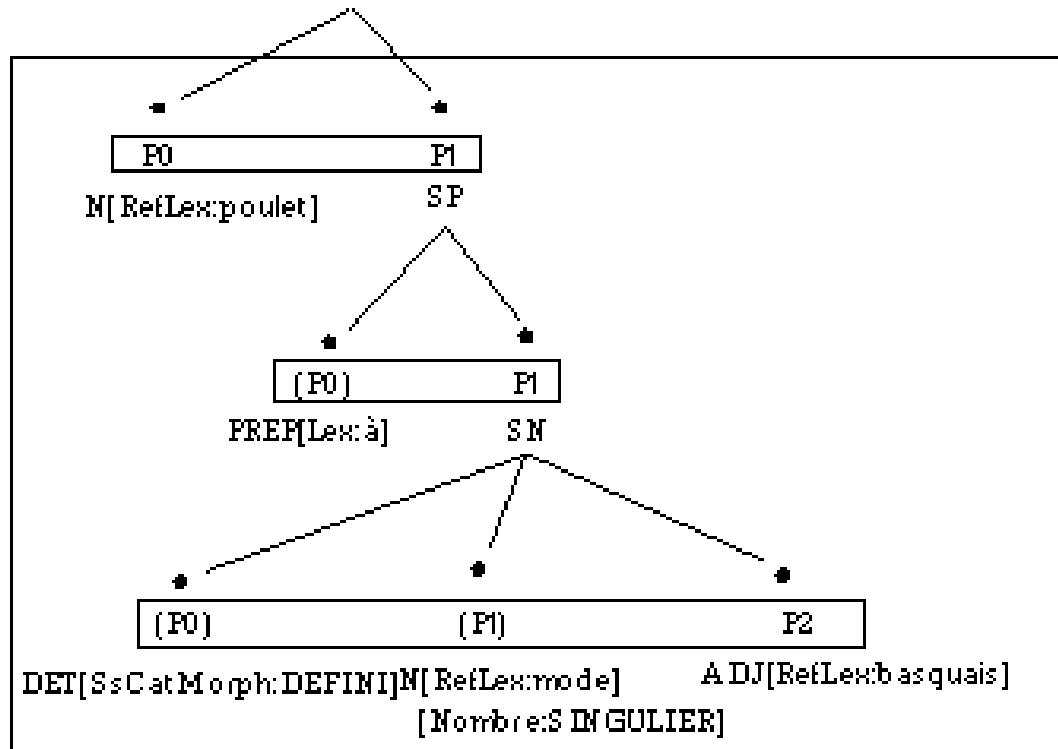 P0 P1
N[RefLex:poulet] SP
(P0) P1
PREP[Lex:à] SN
(P0) (P1) P2
DET[SsCatMorph:DEFINI]N[RefLex:mode] ADJ[RefLex:basquais]
[Nombre:SINGULIER]